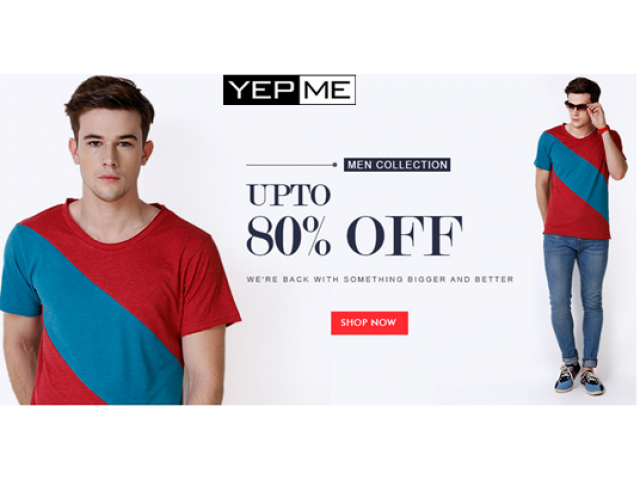 YEPME
MEN COLLECTION
UPTO
80% OFF
WE'RE BACK WITH SOMETHING BIGGER AND BETTER
SHOP NOW